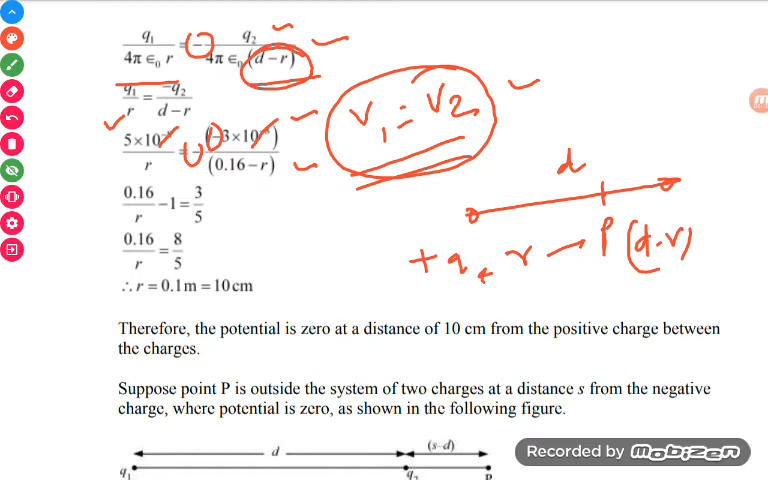 q₁/4π ∈₀ r = − q₂/4π ∈₀ (d−r)
q₁/r = −q₂/d−r
5×10⁻⁸/r = − (−3×10⁻⁸)/(0.16−r)
V₁ = V₂
d
0.16/r −1 = 3/5
+ q r → P (d-r)
0.16/r = 8/5
∴ r = 0.1 m = 10 cm
Therefore, the potential is zero at a distance of 10 cm from the positive charge between
the charges.
Suppose point P is outside the system of two charges at a distance s from the negative
charge, where potential is zero, as shown in the following figure.
d (s–d)
q₁ q₂ P
Recorded by mobizen